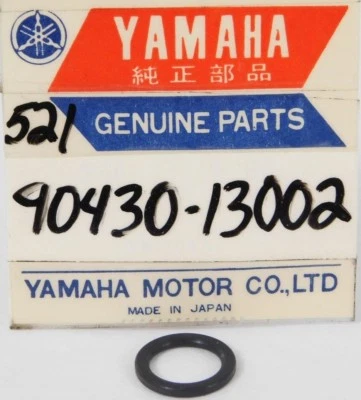 YAMAHA
純正部品
521
GENUINE PARTS
90430-13002
YAMAHA MOTOR CO.,LTD
MADE IN JAPAN